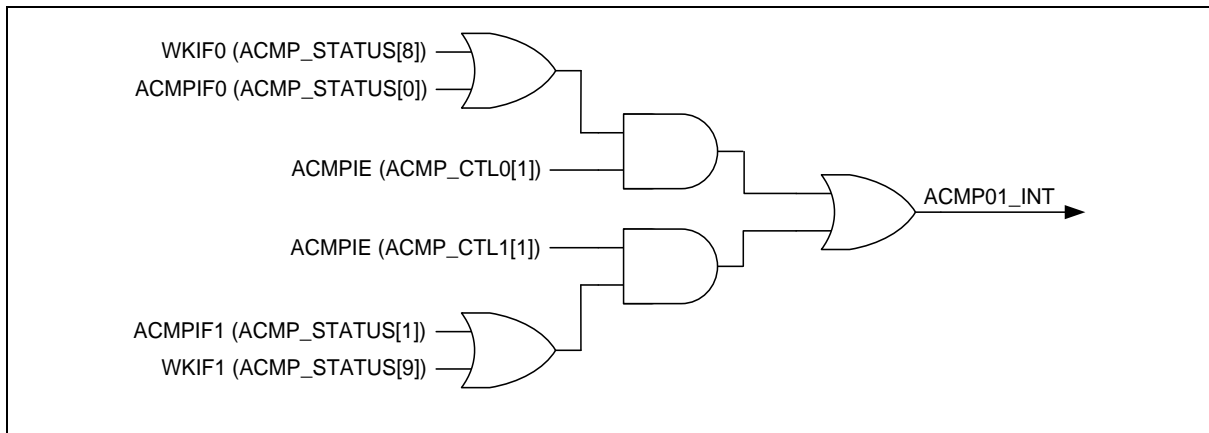 WKIF0 (ACMP_STATUS[8])
ACMPIF0 (ACMP_STATUS[0])
ACMPIE (ACMP_CTL0[1])
ACMP01_INT
ACMPIE (ACMP_CTL1[1])
ACMPIF1 (ACMP_STATUS[1])
WKIF1 (ACMP_STATUS[9])